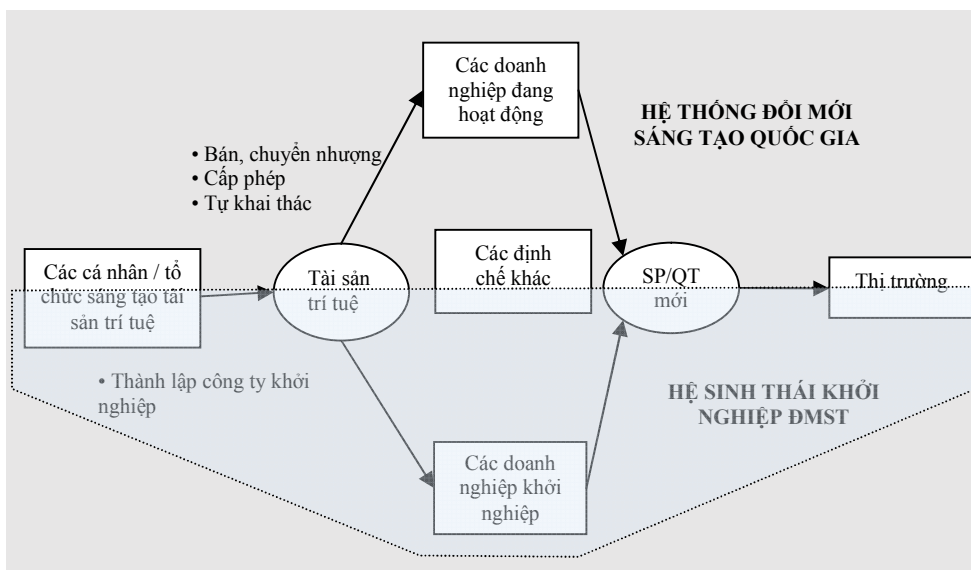 Các doanh
nghiệp đang
hoạt động
HỆ THỐNG ĐỔI MỚI
SÁNG TẠO QUỐC GIA
• Bán, chuyển nhượng
• Cấp phép
• Tự khai thác
Các cá nhân / tổ
chức sáng tạo tài
sản trí tuệ
Tài sản
trí tuệ
Các định
chế khác
SP/QT
mới
Thị trường
• Thành lập công ty khởi
nghiệp
HỆ SINH THÁI KHỞI
NGHIỆP ĐMST
Các doanh
nghiệp khởi
nghiệp